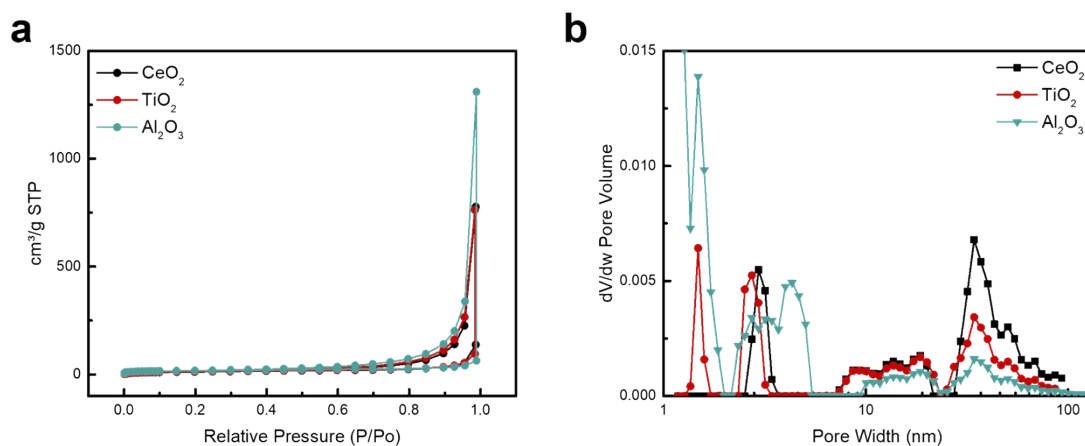 a
1500
1000
500
0
cm³/g STP
CeO₂
TiO₂
Al₂O₃
0.0 0.2 0.4 0.6 0.8 1.0
Relative Pressure (P/Po)
b
0.015
0.010
0.005
0.000
dV/dw Pore Volume
CeO₂
TiO₂
Al₂O₃
1 10 100
Pore Width (nm)